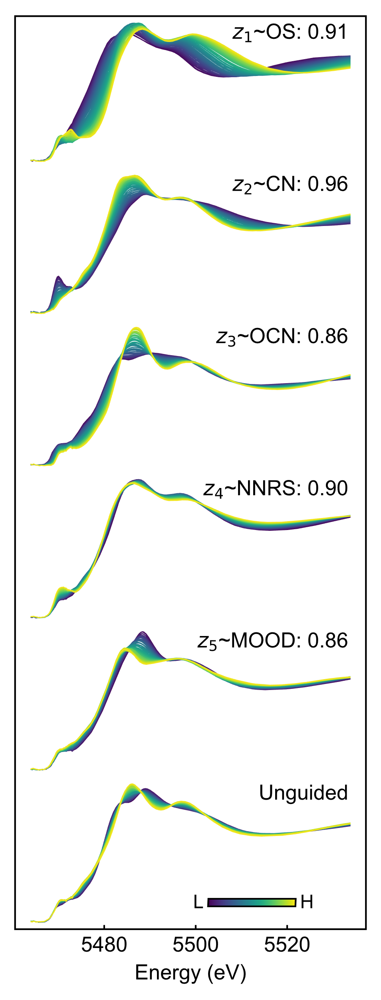 z1~OS: 0.91
z2~CN: 0.96
z3~OCN: 0.86
z4~NNRS: 0.90
z5~MOOD: 0.86
Unguided
L H
5480 5500 5520
Energy (eV)